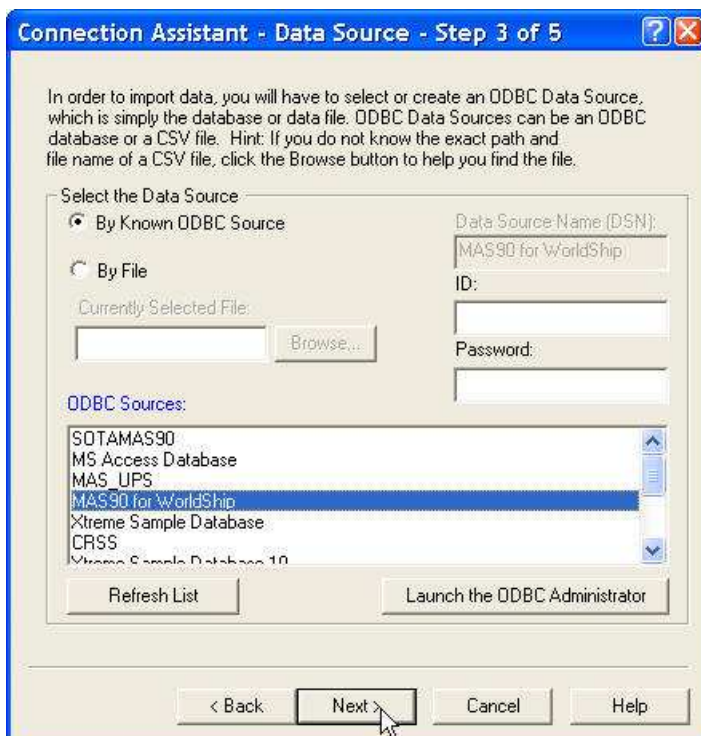 Connection Assistant - Data Source - Step 3 of 5
In order to import data, you will have to select or create an ODBC Data Source,
which is simply the database or data file. ODBC Data Sources can be an ODBC
database or a CSV file.  Hint: If you do not know the exact path and
file name of a CSV file, click the Browse button to help you find the file.
Select the Data Source
By Known ODBC Source
Data Source Name (DSN):
MAS90 for WorldShip
By File
ID:
Currently Selected File:
Browse...
Password:
ODBC Sources:
SOTAMAS90
MS Access Database
MAS_UPS
MAS90 for WorldShip
Xtreme Sample Database
CRSS
Xtreme Sample Database 10
Refresh List
Launch the ODBC Administrator
< Back
Next >
Cancel
Help